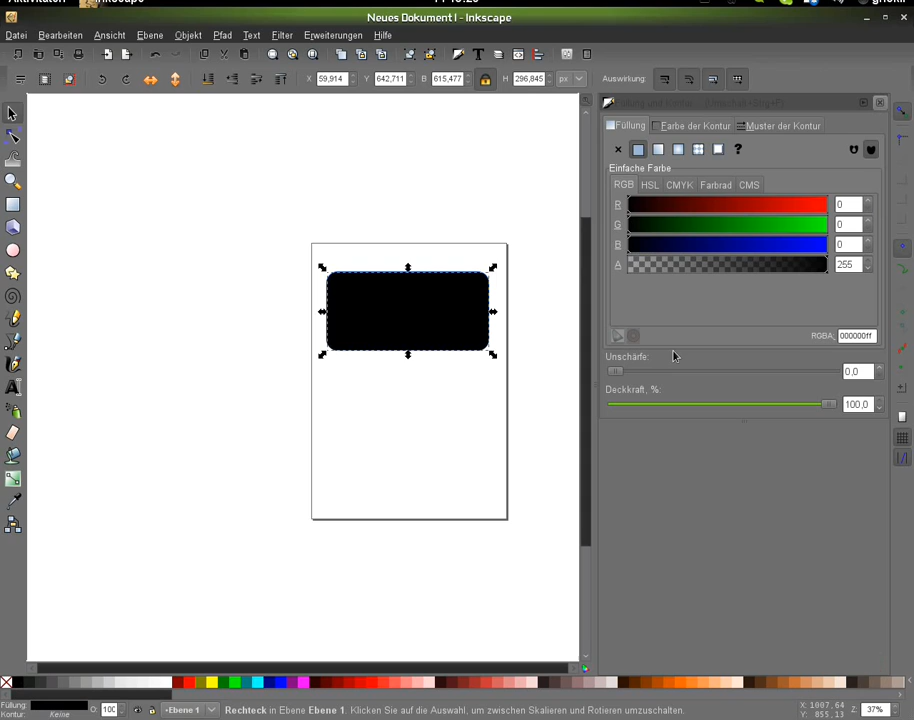 Neues Dokument I - Inkscape
Datei Bearbeiten Ansicht Ebene Objekt Pfad Text Filter Erweiterungen Hilfe
X 59,914 Y 642,711 B 615,477 H 296,845 px Auswirkung:
Füllung Farbe der Kontur Muster der Kontur
?
Einfache Farbe
RGB HSL CMYK Farbrad CMS
R 0
G 0
B 0
A 255
RGBA: 000000ff
Unschärfe:
0,0
Deckkraft, %:
100,0
Füllung: O: 100 Ebene 1 Rechteck in Ebene Ebene 1. Klicken Sie auf die Auswahl, um zwischen Skalieren und Rotieren umzuschalten. X: 1007,64 Z: 37%
Kontur: Keine Y: 855,13